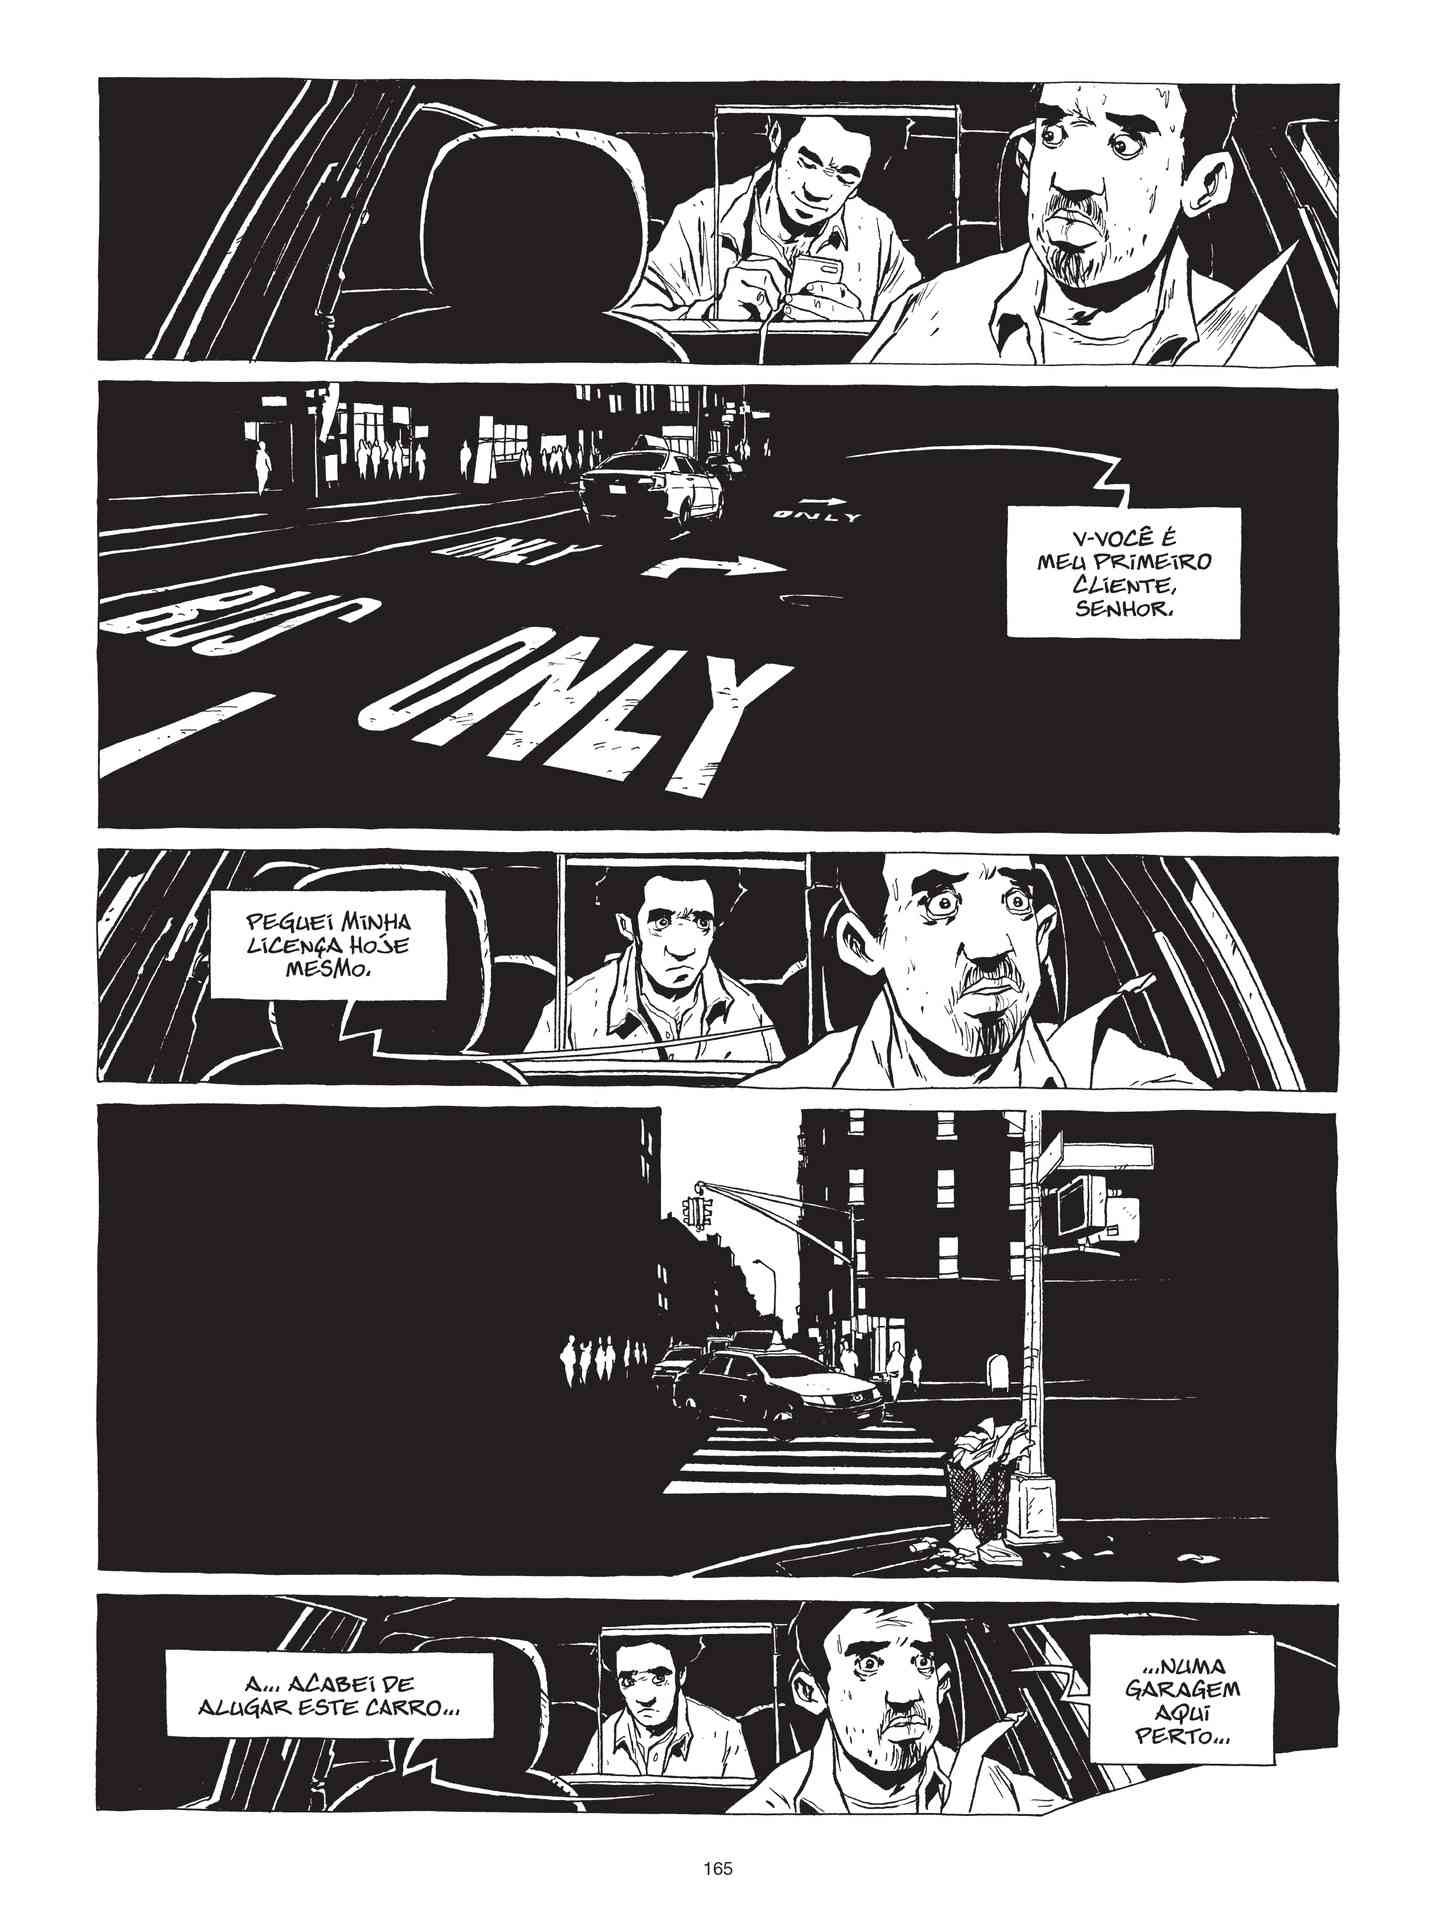 ONLY
ONLY
BUS
ONLY
V-VOCÊ É
MEU PRIMEIRO
CLIENTE,
SENHOR.
PEGUEI MINHA
LICENÇA HOJE
MESMO.
A... ACABEI DE
ALUGAR ESTE CARRO...
...NUMA
GARAGEM
AQUI
PERTO...
165